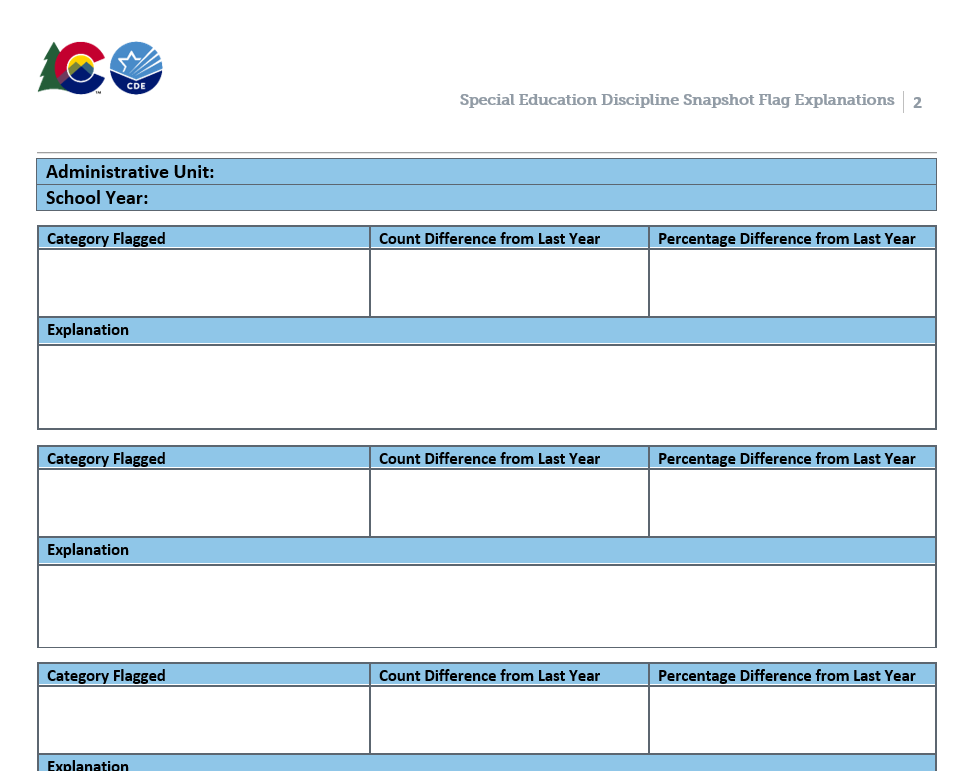 CDE
Special Education Discipline Snapshot Flag Explanations 2
Administrative Unit:
School Year:
Category Flagged Count Difference from Last Year Percentage Difference from Last Year
Explanation
Category Flagged Count Difference from Last Year Percentage Difference from Last Year
Explanation
Category Flagged Count Difference from Last Year Percentage Difference from Last Year
Explanation